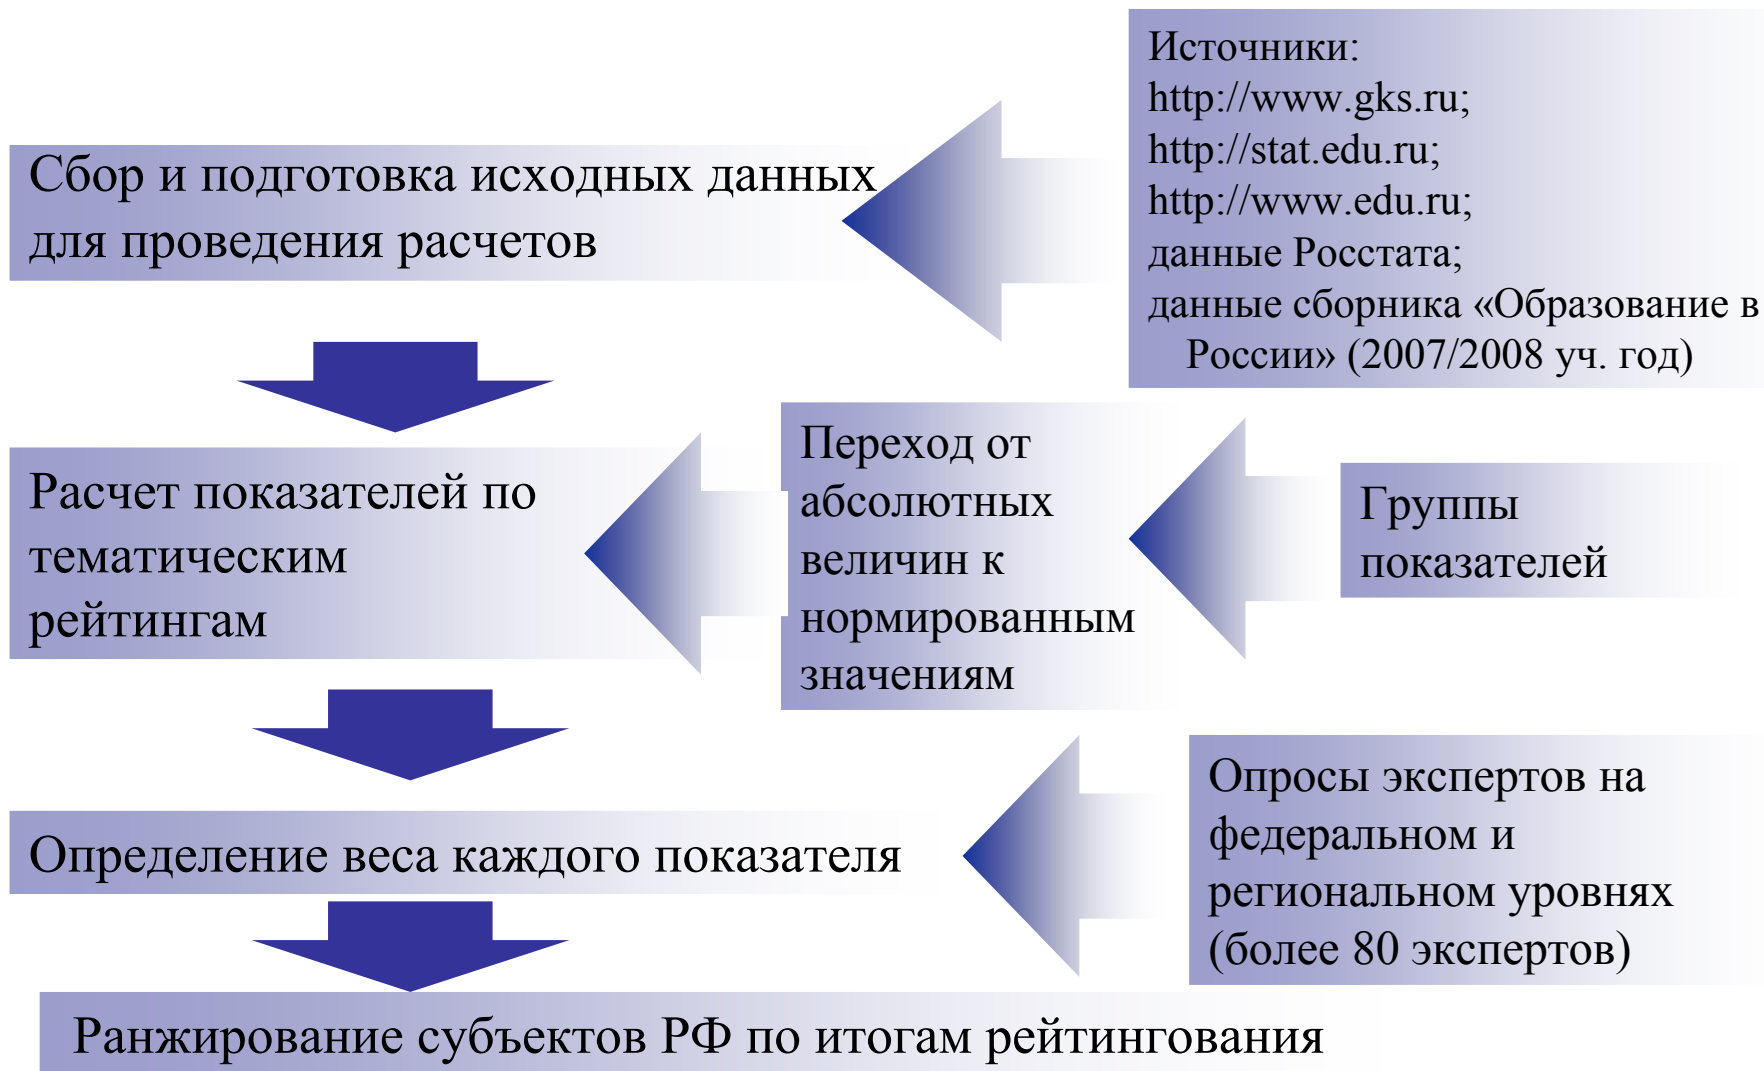 Источники:
http://www.gks.ru;
http://stat.edu.ru;
http://www.edu.ru;
данные Росстата;
данные сборника «Образование в
России» (2007/2008 уч. год)
Сбор и подготовка исходных данных
для проведения расчетов
Расчет показателей по
тематическим
рейтингам
Переход от
абсолютных
величин к
нормированным
значениям
Группы
показателей
Определение веса каждого показателя
Опросы экспертов на
федеральном и
региональном уровнях
(более 80 экспертов)
Ранжирование субъектов РФ по итогам рейтингования